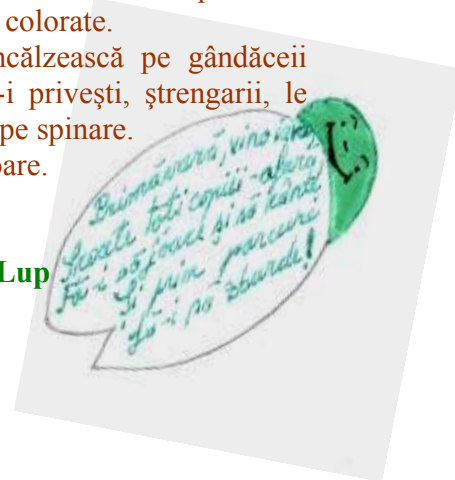 colorate.
ncălzească pe gândăceii
-i priveşti, ştrengarii, le
pe spinare.
oare.
Lup
Primăvară, vino iară,
Scoate toţi copiii-afară,
Fă-i să joace şi să cânte
Şi prin parcuri
să-i po zburde!